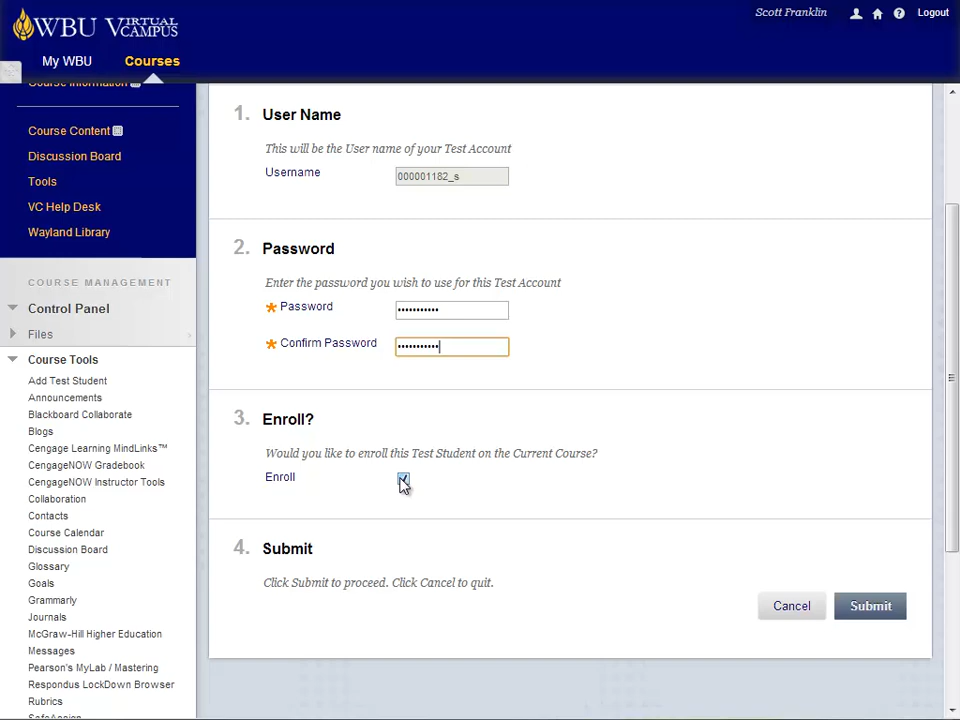 WBU VIRTUAL VCAMPUS
Scott Franklin
Logout
My WBU
Courses
Course Information
Course Content
Discussion Board
Tools
VC Help Desk
Wayland Library
COURSE MANAGEMENT
Control Panel
Files
Course Tools
Add Test Student
Announcements
Blackboard Collaborate
Blogs
Cengage Learning MindLinks™
CengageNOW Gradebook
CengageNOW Instructor Tools
Collaboration
Contacts
Course Calendar
Discussion Board
Glossary
Goals
Grammarly
Journals
McGraw-Hill Higher Education
Messages
Pearson's MyLab / Mastering
Respondus LockDown Browser
Rubrics
SafeAssign
1. User Name
This will be the User name of your Test Account
Username 000001182_s
2. Password
Enter the password you wish to use for this Test Account
Password •••••••••••
Confirm Password •••••••••••
3. Enroll?
Would you like to enroll this Test Student on the Current Course?
Enroll
4. Submit
Click Submit to proceed. Click Cancel to quit.
Cancel
Submit